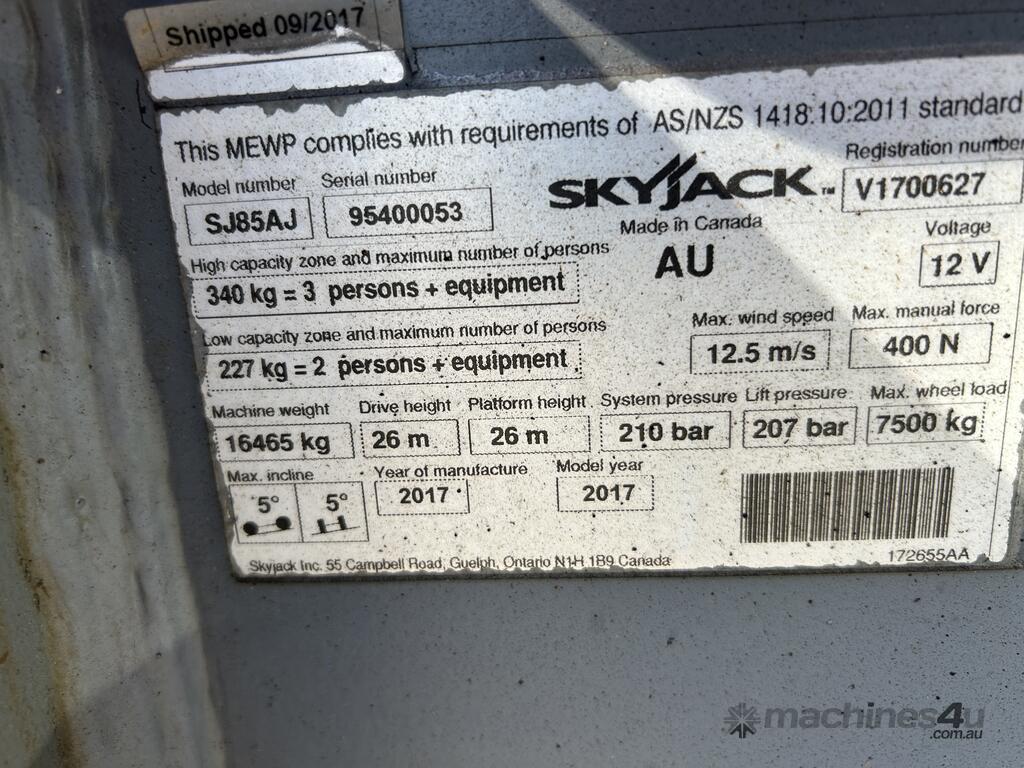 Shipped 09/2017
This MEWP complies with requirements of AS/NZS 1418.10:2011 standard
Model number Serial number SKYJACK™ Registration number
SJ85AJ 95400053 V1700627
Made in Canada
High capacity zone and maximum number of persons AU Voltage
340 kg = 3 persons + equipment 12 V
Low capacity zone and maximum number of persons Max. wind speed Max. manual force
227 kg = 2 persons + equipment 12.5 m/s 400 N
Machine weight Drive height Platform height System pressure Lift pressure Max. wheel load
16465 kg 26 m 26 m 210 bar 207 bar 7500 kg
Max. incline Year of manufacture Model year
5° 5° 2017 2017
172655AA
Skyjack Inc. 55 Campbell Road, Guelph, Ontario N1H 1B9 Canada
machines4u
.com.au